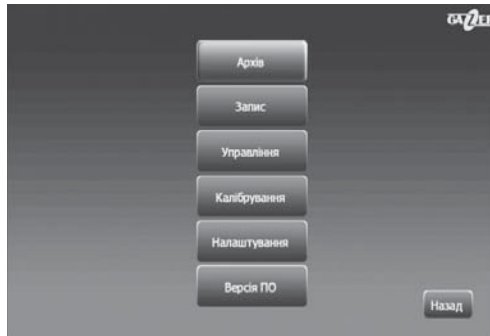 GAZER
Архів
Запис
Управління
Калібрування
Налаштування
Версія ПО
Назад